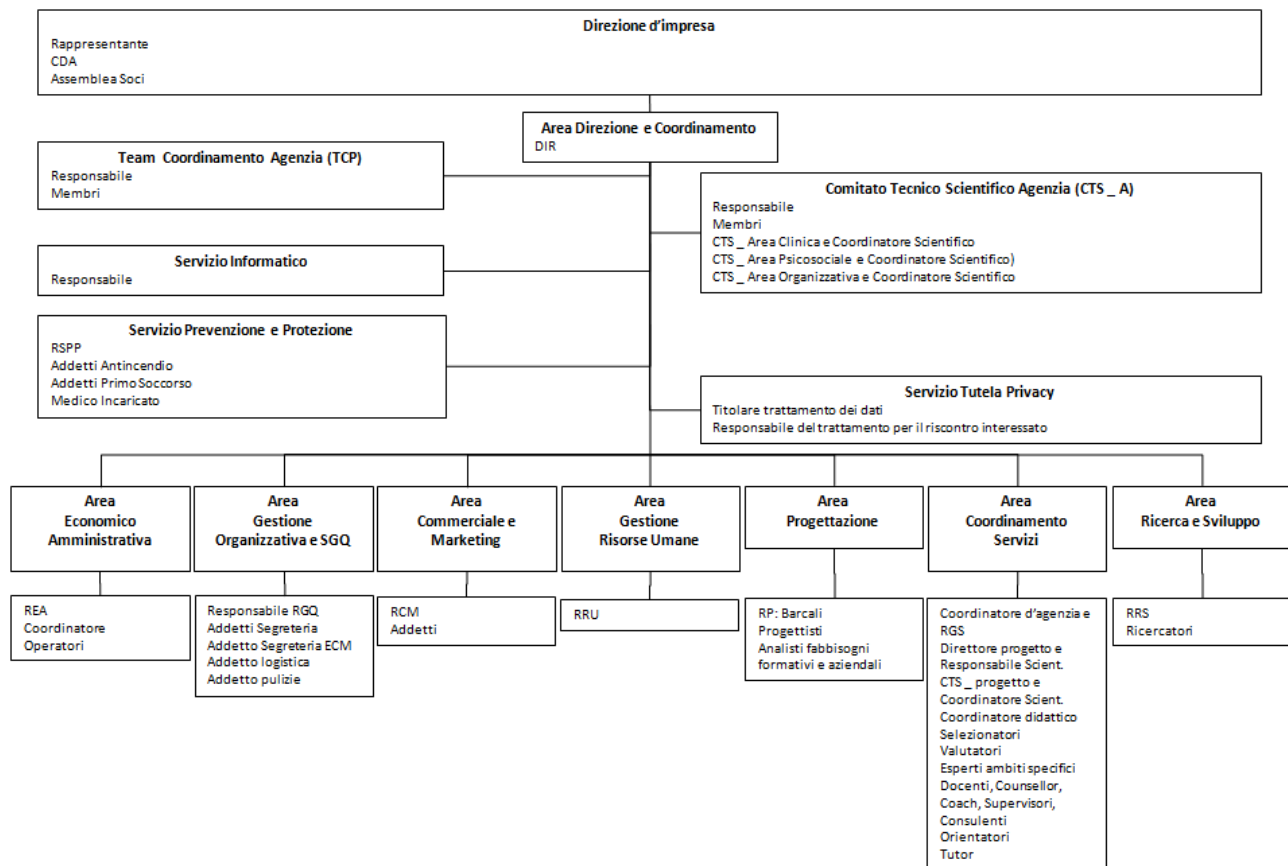 Direzione d'impresa
Rappresentante
CDA
Assemblea Soci
Area Direzione e Coordinamento
DIR
Team Coordinamento Agenzia (TCP)
Responsabile
Membri
Comitato Tecnico Scientifico Agenzia (CTS _ A)
Responsabile
Membri
CTS _ Area Clinica e Coordinatore Scientifico
CTS _ Area Psicosociale e Coordinatore Scientifico)
CTS _ Area Organizzativa e Coordinatore Scientifico
Servizio Informatico
Responsabile
Servizio Prevenzione e Protezione
RSPP
Addetti Antincendio
Addetti Primo Soccorso
Medico Incaricato
Servizio Tutela Privacy
Titolare trattamento dei dati
Responsabile del trattamento per il riscontro interessato
Area
Economico
Amministrativa
Area
Gestione
Organizzativa e SGQ
Area
Commerciale e
Marketing
Area
Gestione
Risorse Umane
Area
Progettazione
Area
Coordinamento
Servizi
Area
Ricerca e Sviluppo
REA
Coordinatore
Operatori
Responsabile RGQ
Addetti Segreteria
Addetto Segreteria ECM
Addetto logistica
Addetto pulizie
RCM
Addetti
RRU
RP: Barcali
Progettisti
Analisti fabbisogni
formativi e aziendali
Coordinatore d'agenzia e
RGS
Direttore progetto e
Responsabile Scient.
CTS _ progetto e
Coordinatore Scient.
Coordinatore didattico
Selezionatori
Valutatori
Esperti ambiti specifici
Docenti, Counsellor,
Coach, Supervisori,
Consulenti
Orientatori
Tutor
RRS
Ricercatori